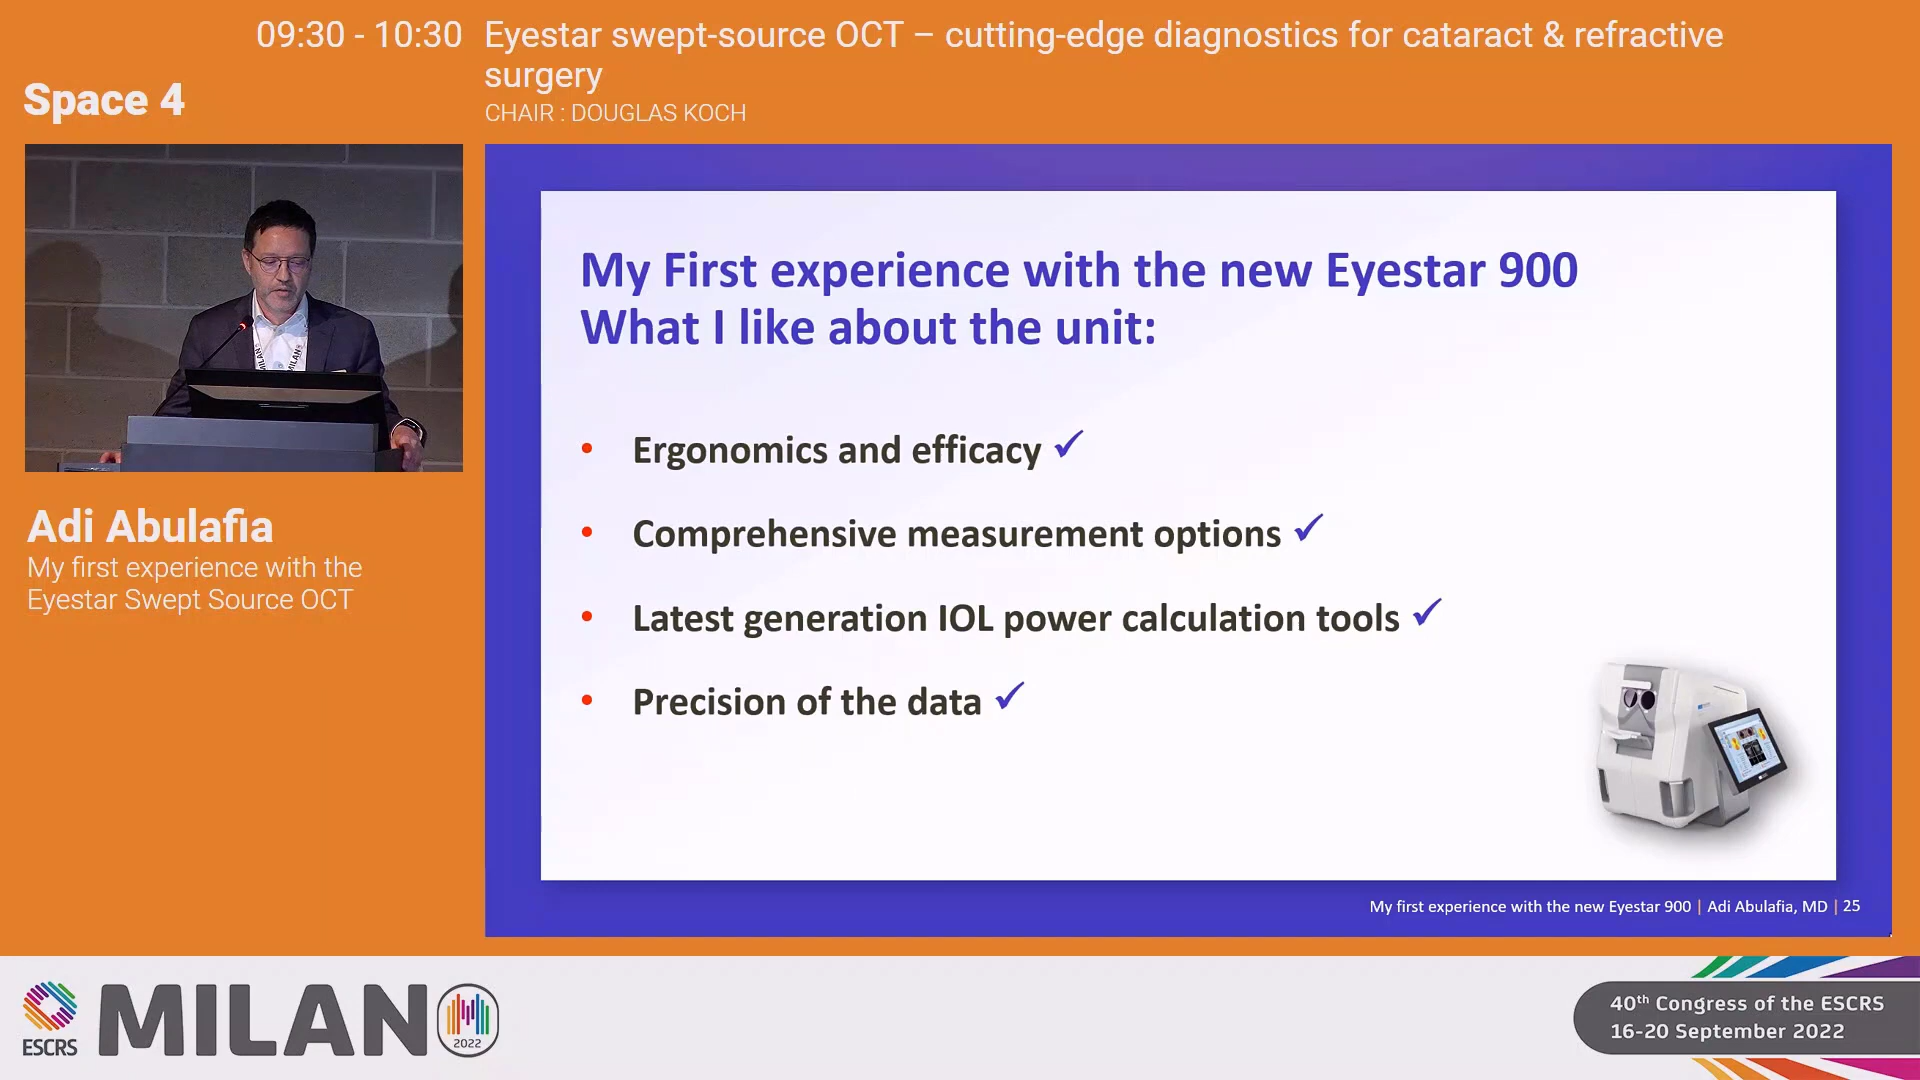 09:30 - 10:30
Eyestar swept-source OCT – cutting-edge diagnostics for cataract & refractive
surgery
CHAIR : DOUGLAS KOCH
Space 4
Adi Abulafia
My first experience with the
Eyestar Swept Source OCT
My First experience with the new Eyestar 900
What I like about the unit:
• Ergonomics and efficacy ✓
• Comprehensive measurement options ✓
• Latest generation IOL power calculation tools ✓
• Precision of the data ✓
My first experience with the new Eyestar 900 | Adi Abulafia, MD | 25
ESCRS
MILANO
2022
40th Congress of the ESCRS
16-20 September 2022